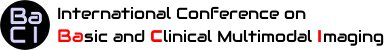 Ba
CI
International Conference on
Basic and Clinical Multimodal Imaging